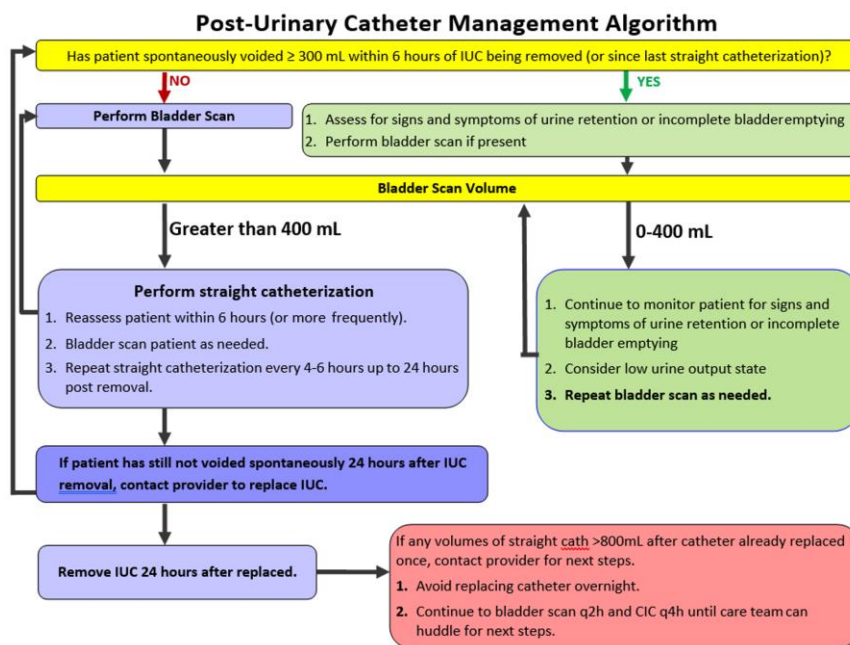 Post-Urinary Catheter Management Algorithm
Has patient spontaneously voided ≥ 300 mL within 6 hours of IUC being removed (or since last straight catheterization)?
NO
YES
Perform Bladder Scan
1. Assess for signs and symptoms of urine retention or incomplete bladderemptying
2. Perform bladder scan if present
Bladder Scan Volume
Greater than 400 mL
0-400 mL
Perform straight catheterization
1. Reassess patient within 6 hours (or more frequently).
2. Bladder scan patient as needed.
3. Repeat straight catheterization every 4-6 hours up to 24 hours
post removal.
1. Continue to monitor patient for signs and
symptoms of urine retention or incomplete
bladder emptying
2. Consider low urine output state
3. Repeat bladder scan as needed.
If patient has still not voided spontaneously 24 hours after IUC
removal, contact provider to replace IUC.
Remove IUC 24 hours after replaced.
If any volumes of straight cath >800mL after catheter already replaced
once, contact provider for next steps.
1. Avoid replacing catheter overnight.
2. Continue to bladder scan q2h and CIC q4h until care team can
huddle for next steps.